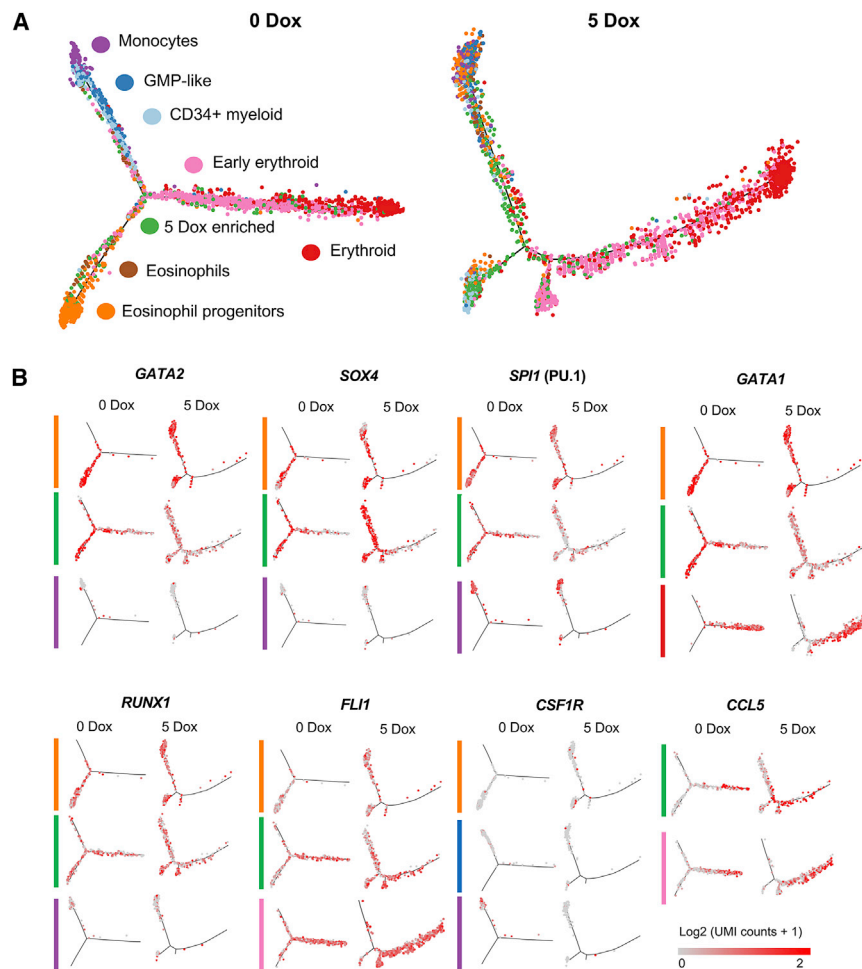 A
0 Dox
5 Dox
Monocytes
GMP-like
CD34+ myeloid
Early erythroid
5 Dox enriched
Erythroid
Eosinophils
Eosinophil progenitors
B
GATA2
SOX4
SPI1 (PU.1)
GATA1
0 Dox 5 Dox
0 Dox 5 Dox
0 Dox 5 Dox
0 Dox 5 Dox
RUNX1
FLI1
CSF1R
CCL5
0 Dox 5 Dox
0 Dox 5 Dox
0 Dox 5 Dox
0 Dox 5 Dox
Log2 (UMI counts + 1)
0 2